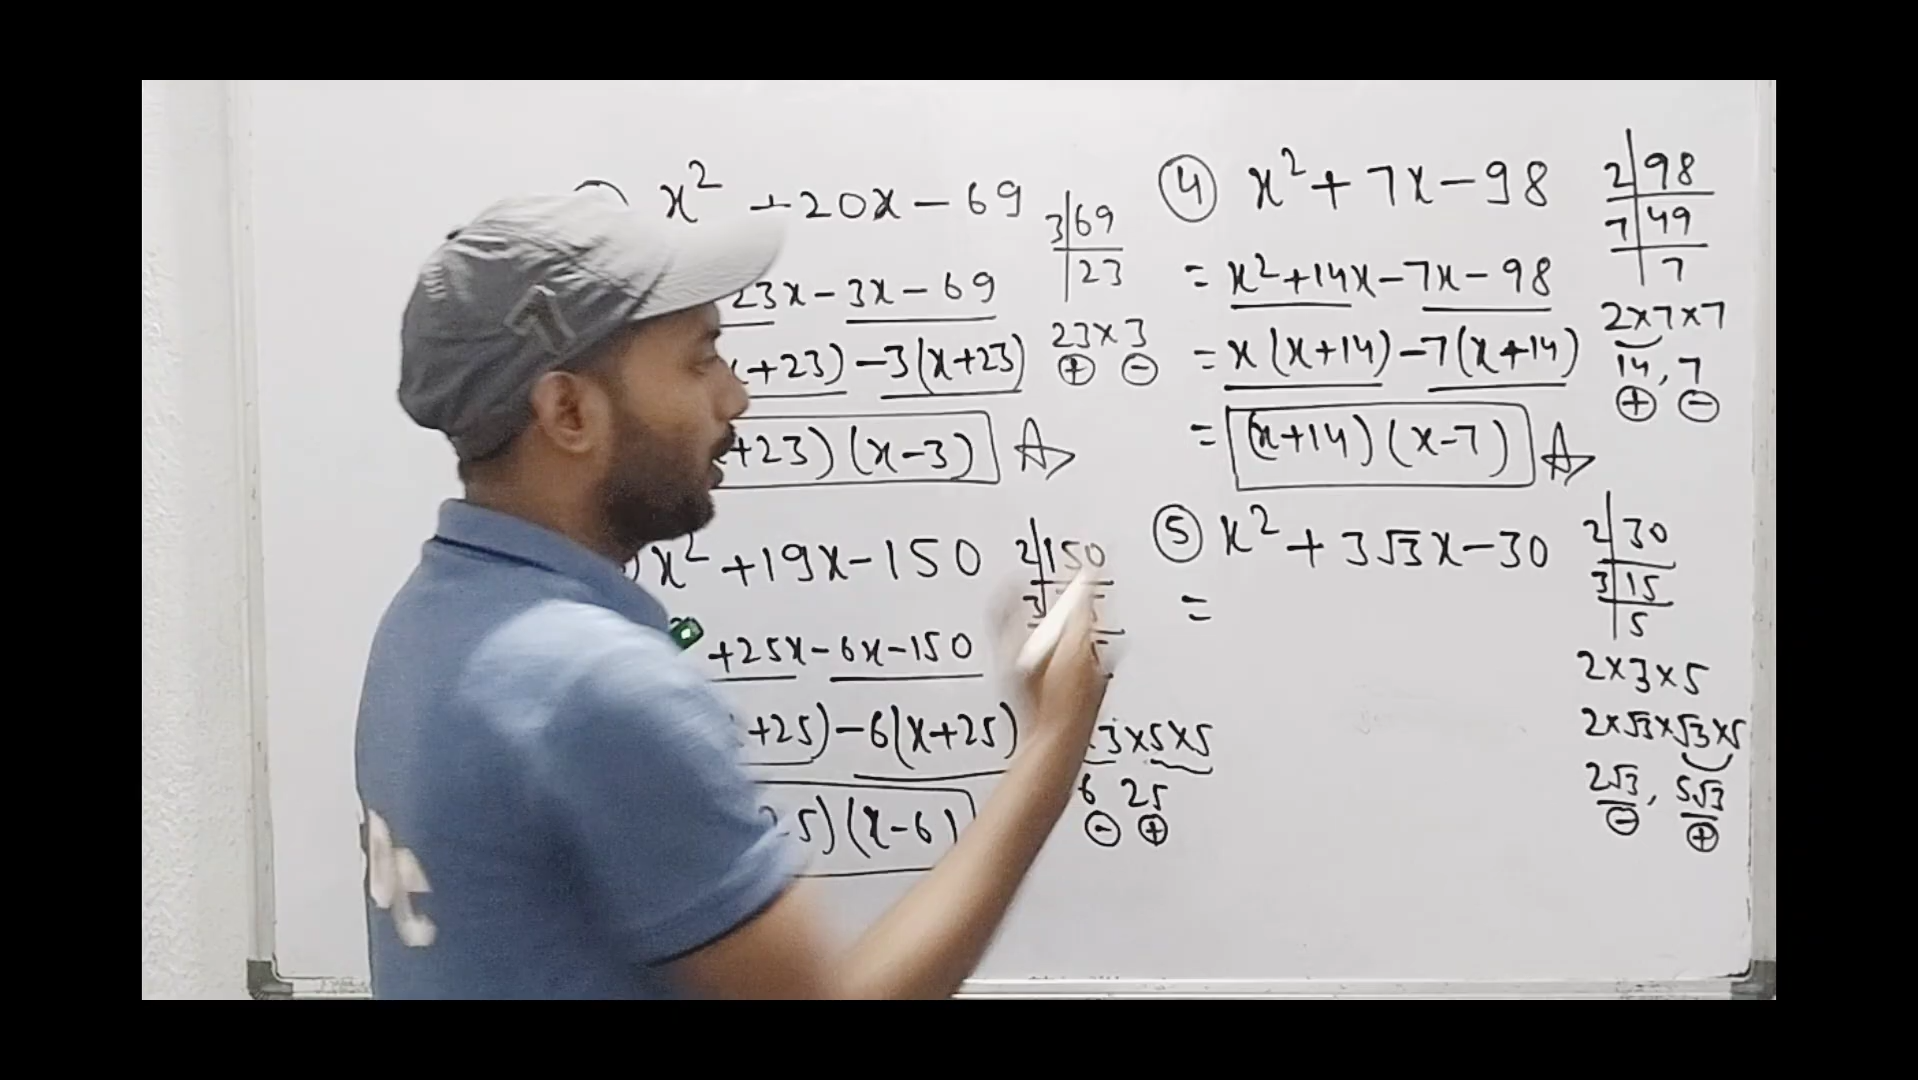 x² +20x-69
23x-3x-69
+23)-3(x+23)
+23)(x-3)
3|69
23
23×3
⊕ ⊖
x²+19x-150
+25x-6x-150
+25)-6(x+25)
5)(x-6)
2|150
3
3×5×5
6 25
⊖ ⊕
④ x²+7x-98
= x²+14x-7x-98
= x(x+14)-7(x+14)
= (x+14)(x-7)
2|98
7|49
7
2×7×7
14, 7
⊕ ⊖
⑤ x²+3√3x-30
=
2|30
3|15
5
2×3×5
2×√3×√3×5
2√3, 5√3
⊖ ⊕
7